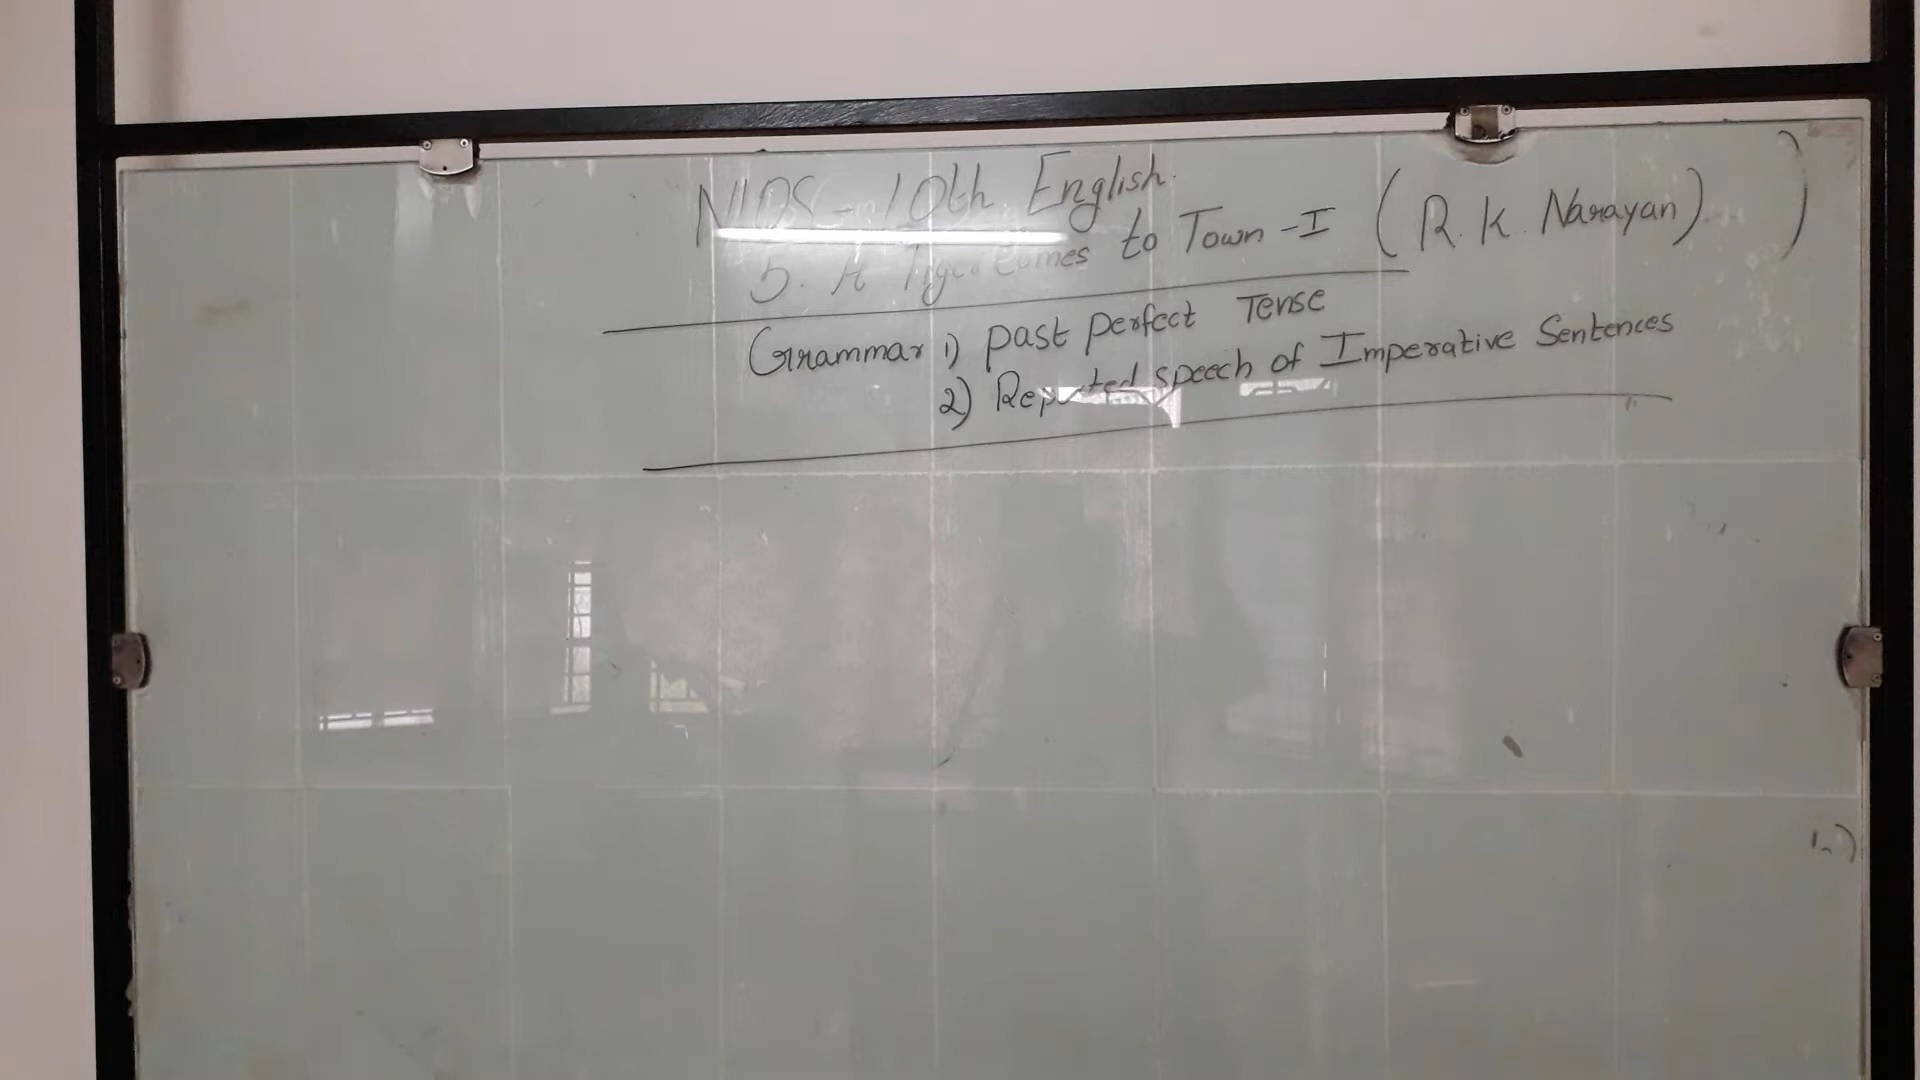 NIOS - 10th English.
5. A Tiger Comes to Town - I ( R. K. Narayan) )
Grammar 1) Past perfect Tense
2) Reported speech of Imperative Sentences